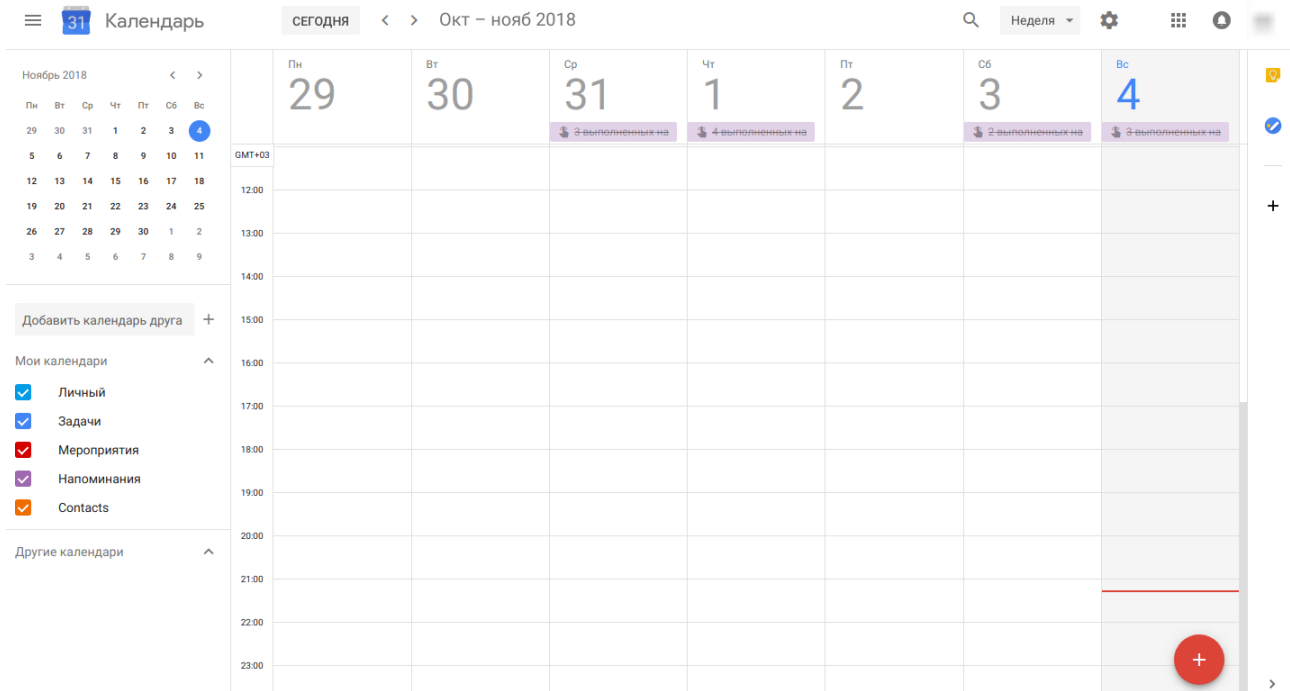 31 Календарь СЕГОДНЯ Окт – нояб 2018 Неделя
Ноябрь 2018
Пн Вт Ср Чт Пт Сб Вс
29 30 31 1 2 3 4
5 6 7 8 9 10 11
12 13 14 15 16 17 18
19 20 21 22 23 24 25
26 27 28 29 30 1 2
3 4 5 6 7 8 9
Добавить календарь друга
Мои календари
Личный
Задачи
Мероприятия
Напоминания
Contacts
Другие календари
Пн Вт Ср Чт Пт Сб Вс
29 30 31 1 2 3 4
3 выполненных на 4 выполненных на 2 выполненных на 3 выполненных на
GMT+03
12:00
13:00
14:00
15:00
16:00
17:00
18:00
19:00
20:00
21:00
22:00
23:00